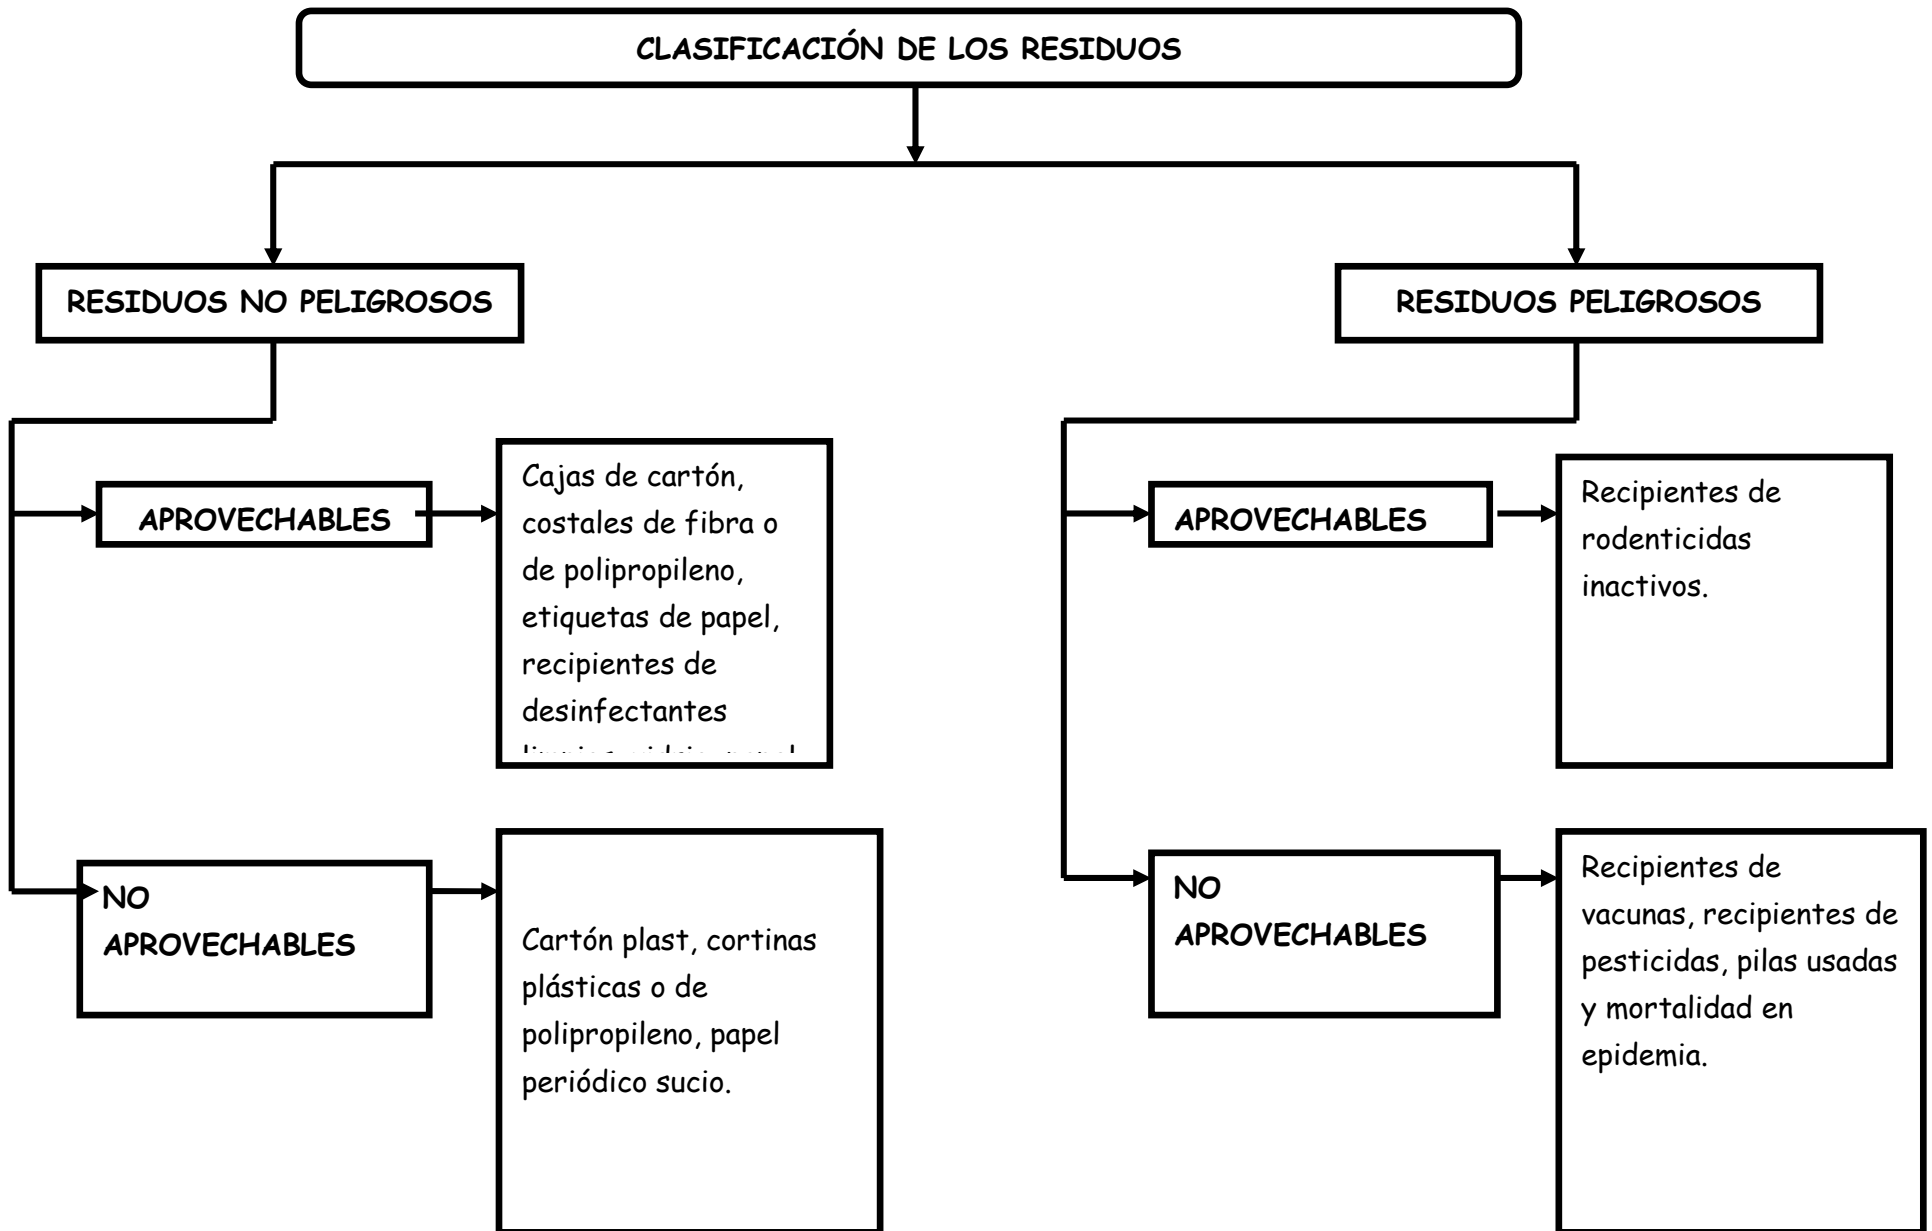 CLASIFICACIÓN DE LOS RESIDUOS
RESIDUOS NO PELIGROSOS
RESIDUOS PELIGROSOS
APROVECHABLES
Cajas de cartón,
costales de fibra o
de polipropileno,
etiquetas de papel,
recipientes de
desinfectantes
APROVECHABLES
Recipientes de
rodenticidas
inactivos.
NO
APROVECHABLES
Cartón plast, cortinas
plásticas o de
polipropileno, papel
periódico sucio.
NO
APROVECHABLES
Recipientes de
vacunas, recipientes de
pesticidas, pilas usadas
y mortalidad en
epidemia.